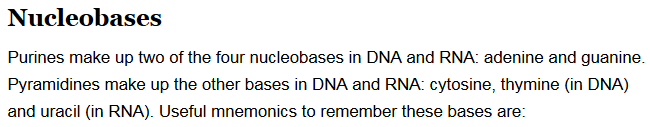 Nucleobases
Purines make up two of the four nucleobases in DNA and RNA: adenine and guanine.
Pyramidines make up the other bases in DNA and RNA: cytosine, thymine (in DNA)
and uracil (in RNA). Useful mnemonics to remember these bases are: